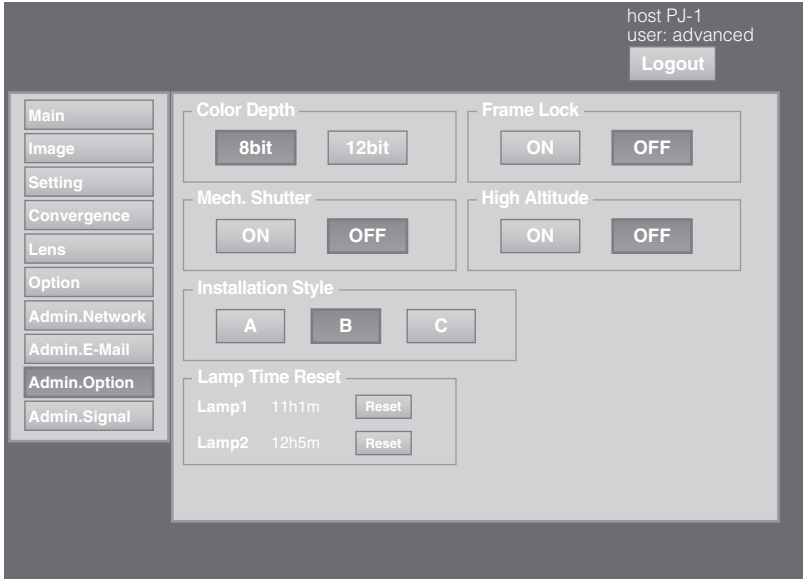 host PJ-1
user: advanced
Logout
Main
Image
Setting
Convergence
Lens
Option
Admin.Network
Admin.E-Mail
Admin.Option
Admin.Signal
Color Depth
8bit 12bit
Frame Lock
ON OFF
Mech. Shutter
ON OFF
High Altitude
ON OFF
Installation Style
A B C
Lamp Time Reset
Lamp1 11h1m Reset
Lamp2 12h5m Reset